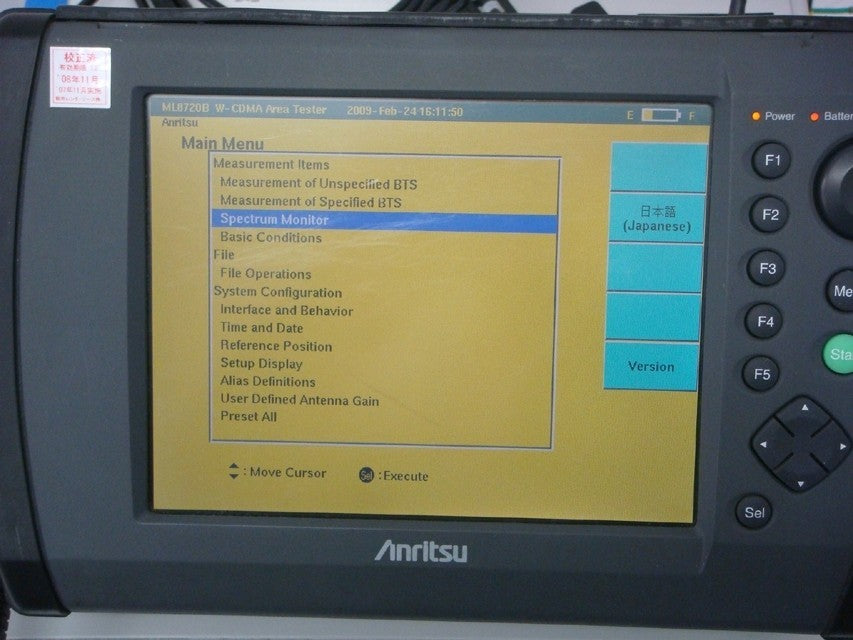 校正済
'08年11月
ML8720B W-CDMA Area Tester 2009-Feb-24 16:11:50 E F
Anritsu
Main Menu
Measurement Items
Measurement of Unspecified BTS
Measurement of Specified BTS
Spectrum Monitor
Basic Conditions
File
File Operations
System Configuration
Interface and Behavior
Time and Date
Reference Position
Setup Display
Alias Definitions
User Defined Antenna Gain
Preset All
:Move Cursor Sel :Execute
日本語
(Japanese)
Version
Anritsu
Power Batter
F1
F2
F3
Me
F4
Sta
F5
Sel